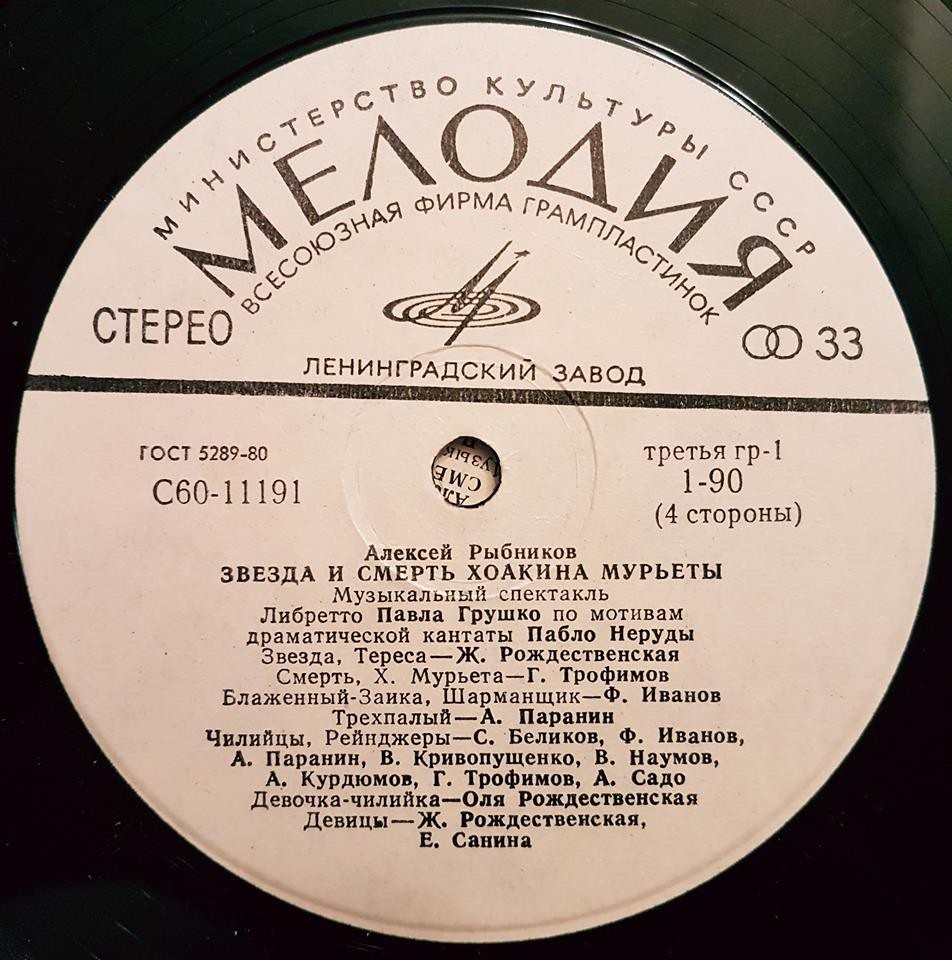 МИНИСТЕРСТВО КУЛЬТУРЫ СССР
МЕЛОДИЯ
ВСЕСОЮЗНАЯ ФИРМА ГРАМПЛАСТИНОК
СТЕРЕО
33
ЛЕНИНГРАДСКИЙ ЗАВОД
ГОСТ 5289-80
С60-11191
третья гр-1
1-90
(4 стороны)
Алексей Рыбников
ЗВЕЗДА И СМЕРТЬ ХОАКИНА МУРЬЕТЫ
Музыкальный спектакль
Либретто Павла Грушко по мотивам
драматической кантаты Пабло Неруды
Звезда, Тереса—Ж. Рождественская
Смерть, Х. Мурьета—Г. Трофимов
Блаженный-Заика, Шарманщик—Ф. Иванов
Трехпалый—А. Паранин
Чилийцы, Рейнджеры—С. Беликов, Ф. Иванов,
А. Паранин, В. Кривопущенко, В. Наумов,
А. Курдюмов, Г. Трофимов, А. Садо
Девочка-чилийка—Оля Рождественская
Девицы—Ж. Рождественская,
Е. Санина